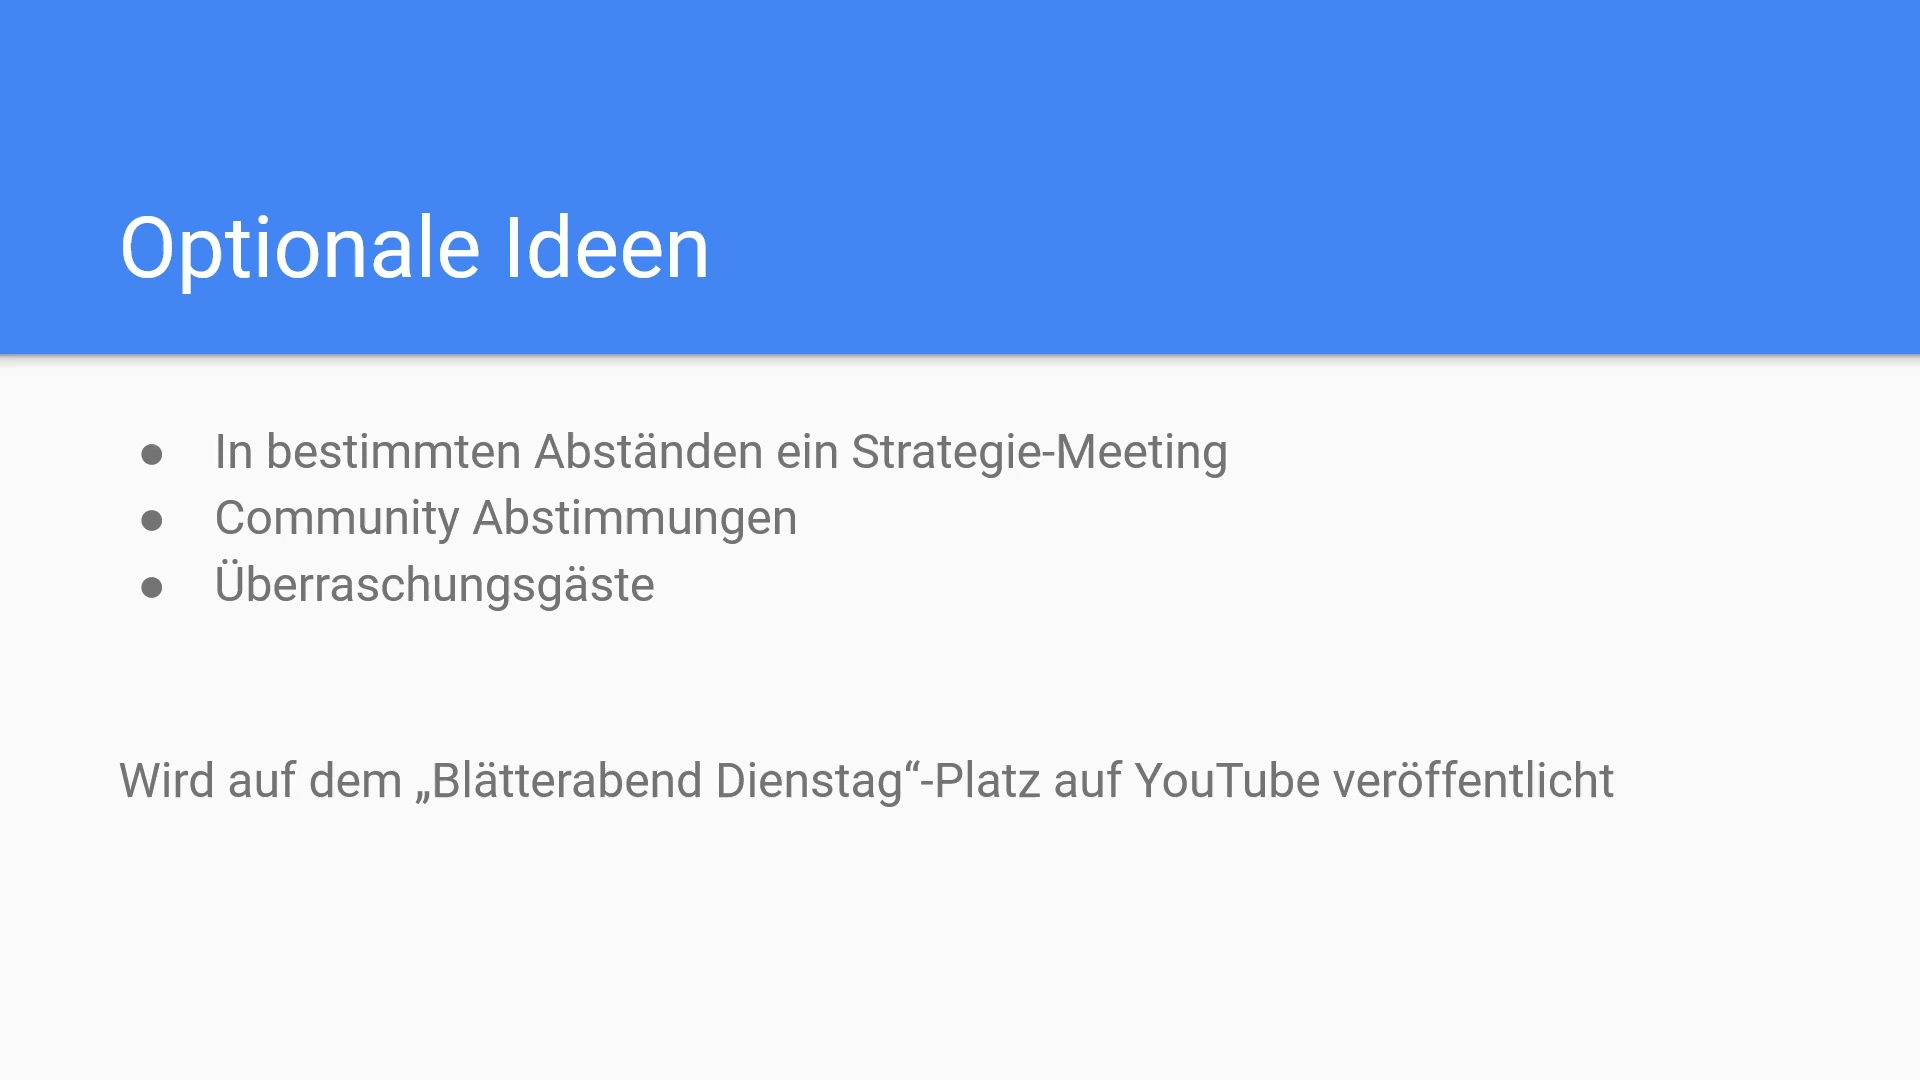 Optionale Ideen
● In bestimmten Abständen ein Strategie-Meeting
● Community Abstimmungen
● Überraschungsgäste
Wird auf dem „Blätterabend Dienstag“-Platz auf YouTube veröffentlicht